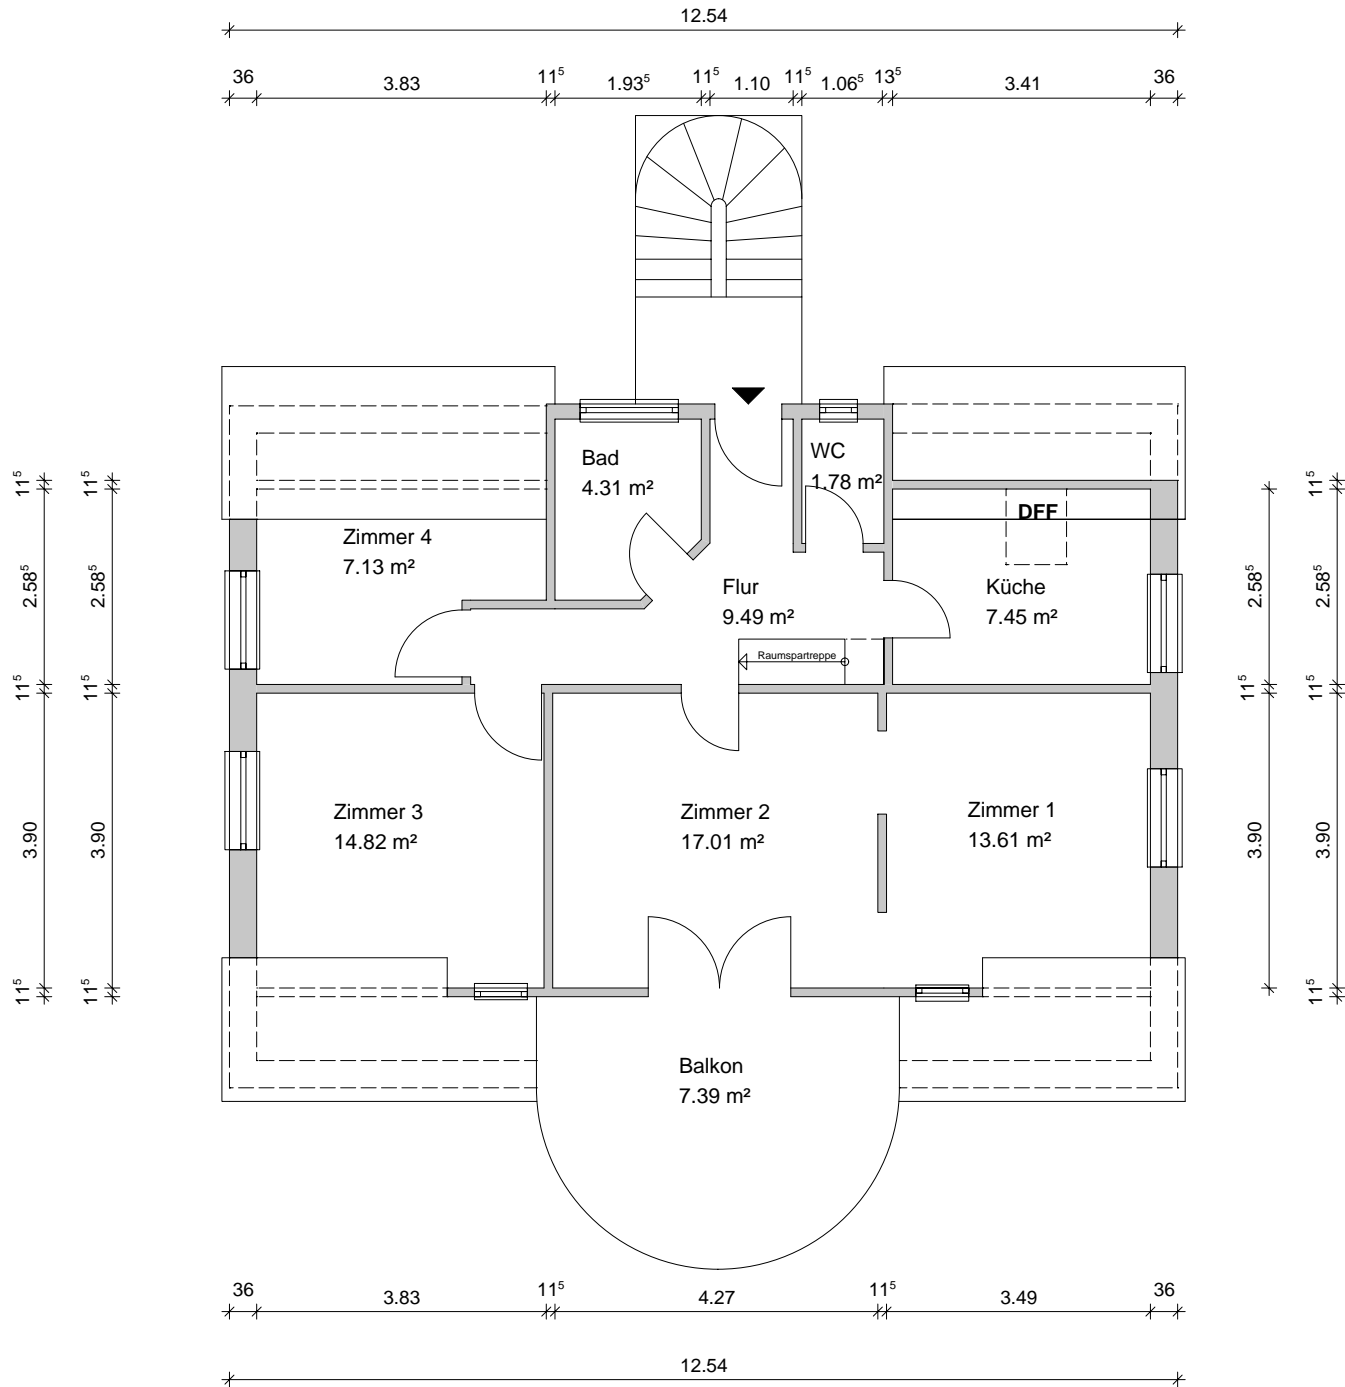 12.54
36 3.83 11⁵ 1.93⁵ 11⁵ 1.10 11⁵ 1.06⁵ 13⁵ 3.41 36
Bad
4.31 m²
WC
1.78 m²
DFF
Zimmer 4
7.13 m²
Flur
9.49 m²
Küche
7.45 m²
Raumspartreppe
Zimmer 3
14.82 m²
Zimmer 2
17.01 m²
Zimmer 1
13.61 m²
Balkon
7.39 m²
11⁵ 2.58⁵ 11⁵ 3.90 11⁵
11⁵ 2.58⁵ 11⁵ 3.90 11⁵
2.58⁵ 11⁵ 3.90
11⁵ 2.58⁵ 11⁵ 3.90 11⁵
36 3.83 11⁵ 4.27 11⁵ 3.49 36
12.54